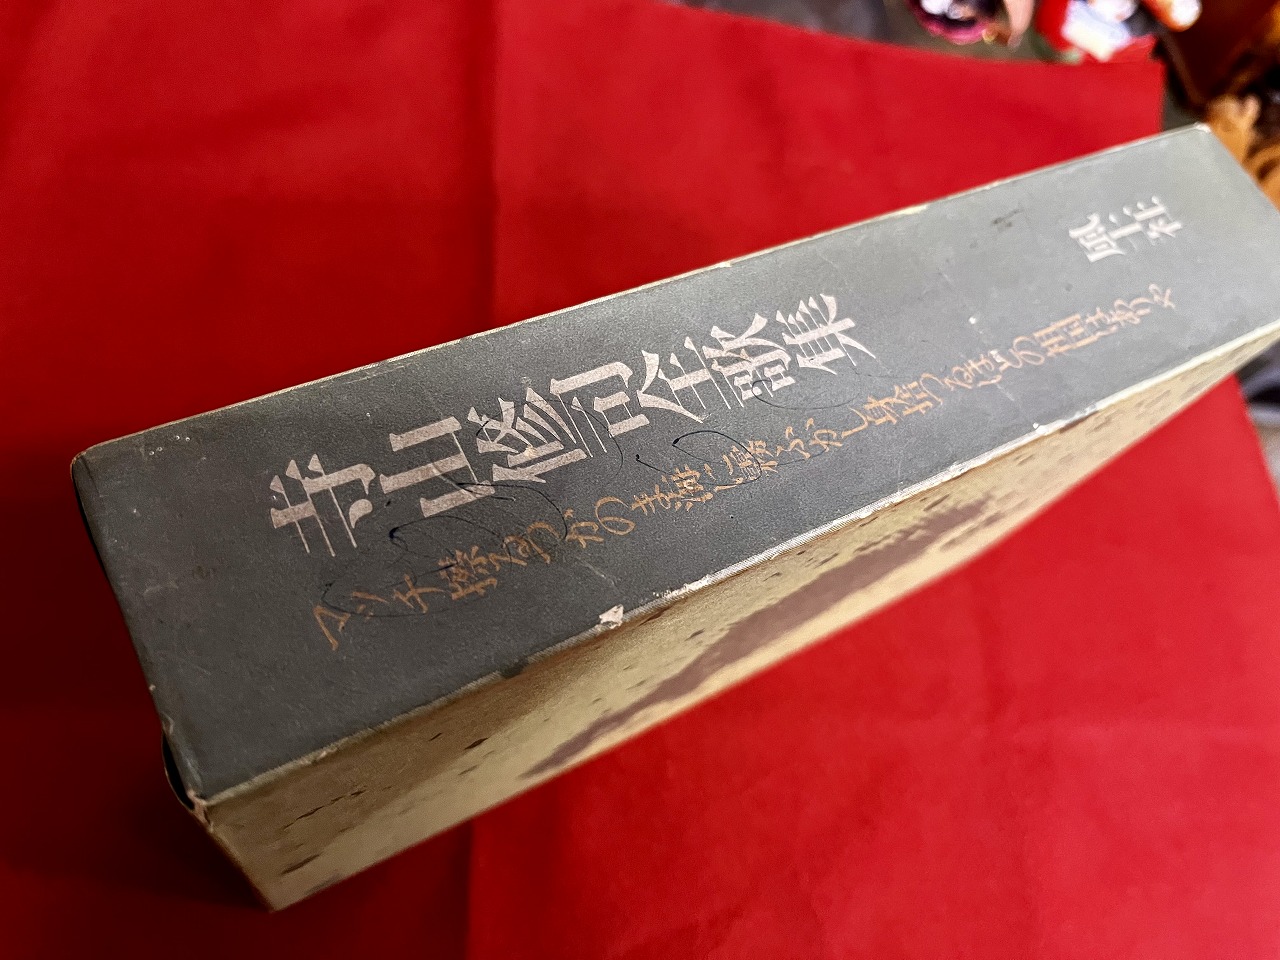 寺山修司全歌集
マッチ擦るつかのま海に霧ふかし身捨つるほどの祖国はありや
風土社